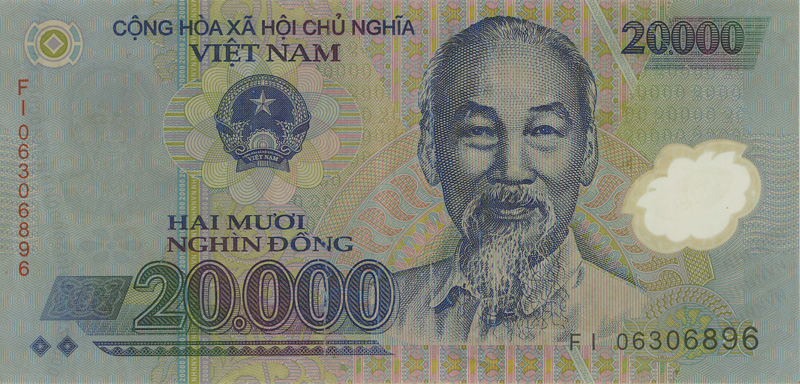 CỘNG HÒA XÃ HỘI CHỦ NGHĨA
VIỆT NAM
20000
FI 06306896
VIỆT NAM
HAI MƯƠI
NGHÌN ĐỒNG
20.000
FI 06306896